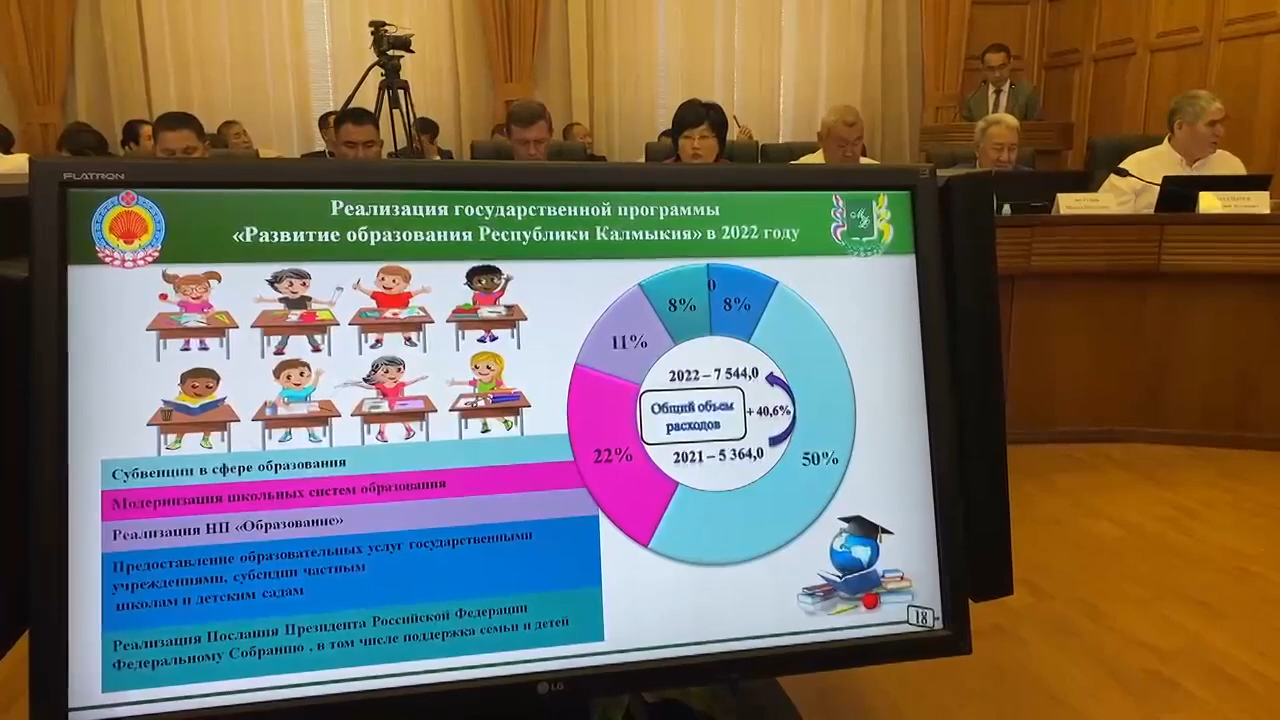 FLATRON
Реализация государственной программы
«Развитие образования Республики Калмыкия» в 2022 году
0
8%
8%
11%
22%
50%
2022 – 7 544,0
Общий объем
расходов
+ 40,6%
2021 – 5 364,0
Субвенции в сфере образования
Модернизация школьных систем образования
Реализация НП «Образование»
Предоставление образовательных услуг государственными
учреждениями, субсидии частным
школам и детским садам
Реализация Послания Президента Российской Федерации
Федеральному Собранию , в том числе поддержка семьи и детей
18
LG